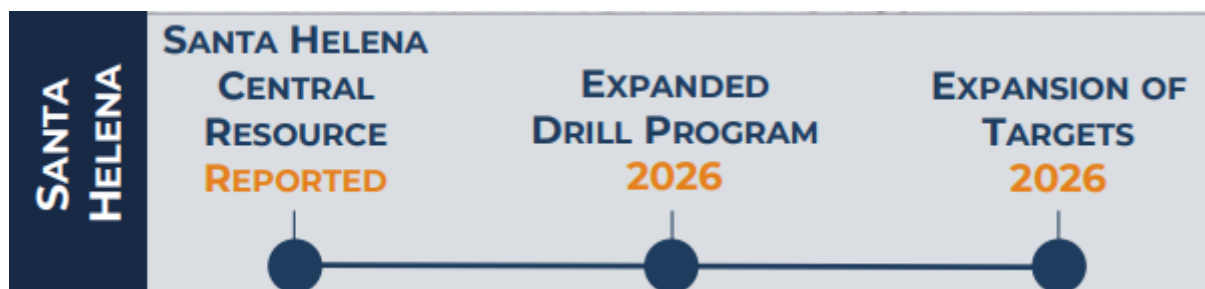 SANTA
HELENA
SANTA HELENA
CENTRAL
RESOURCE
REPORTED
EXPANDED
DRILL PROGRAM
2026
EXPANSION OF
TARGETS
2026